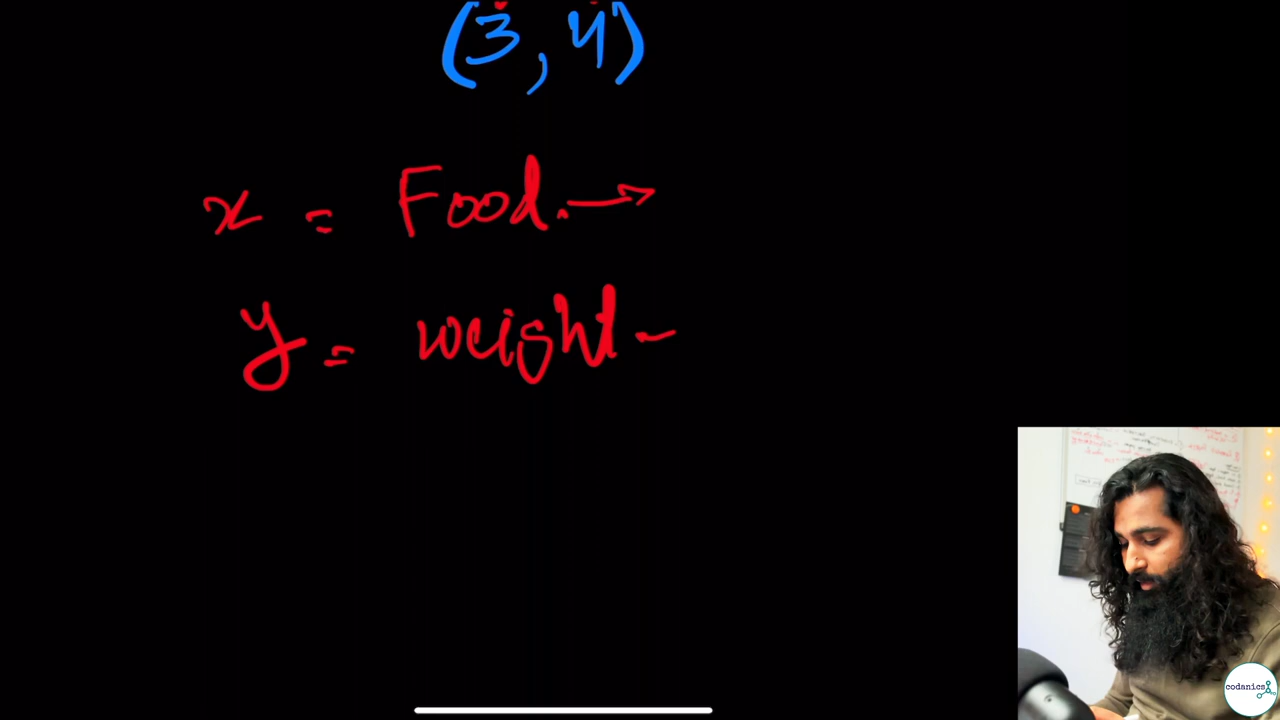 (3, 4)
x = Food. →
y = weight -
codanics